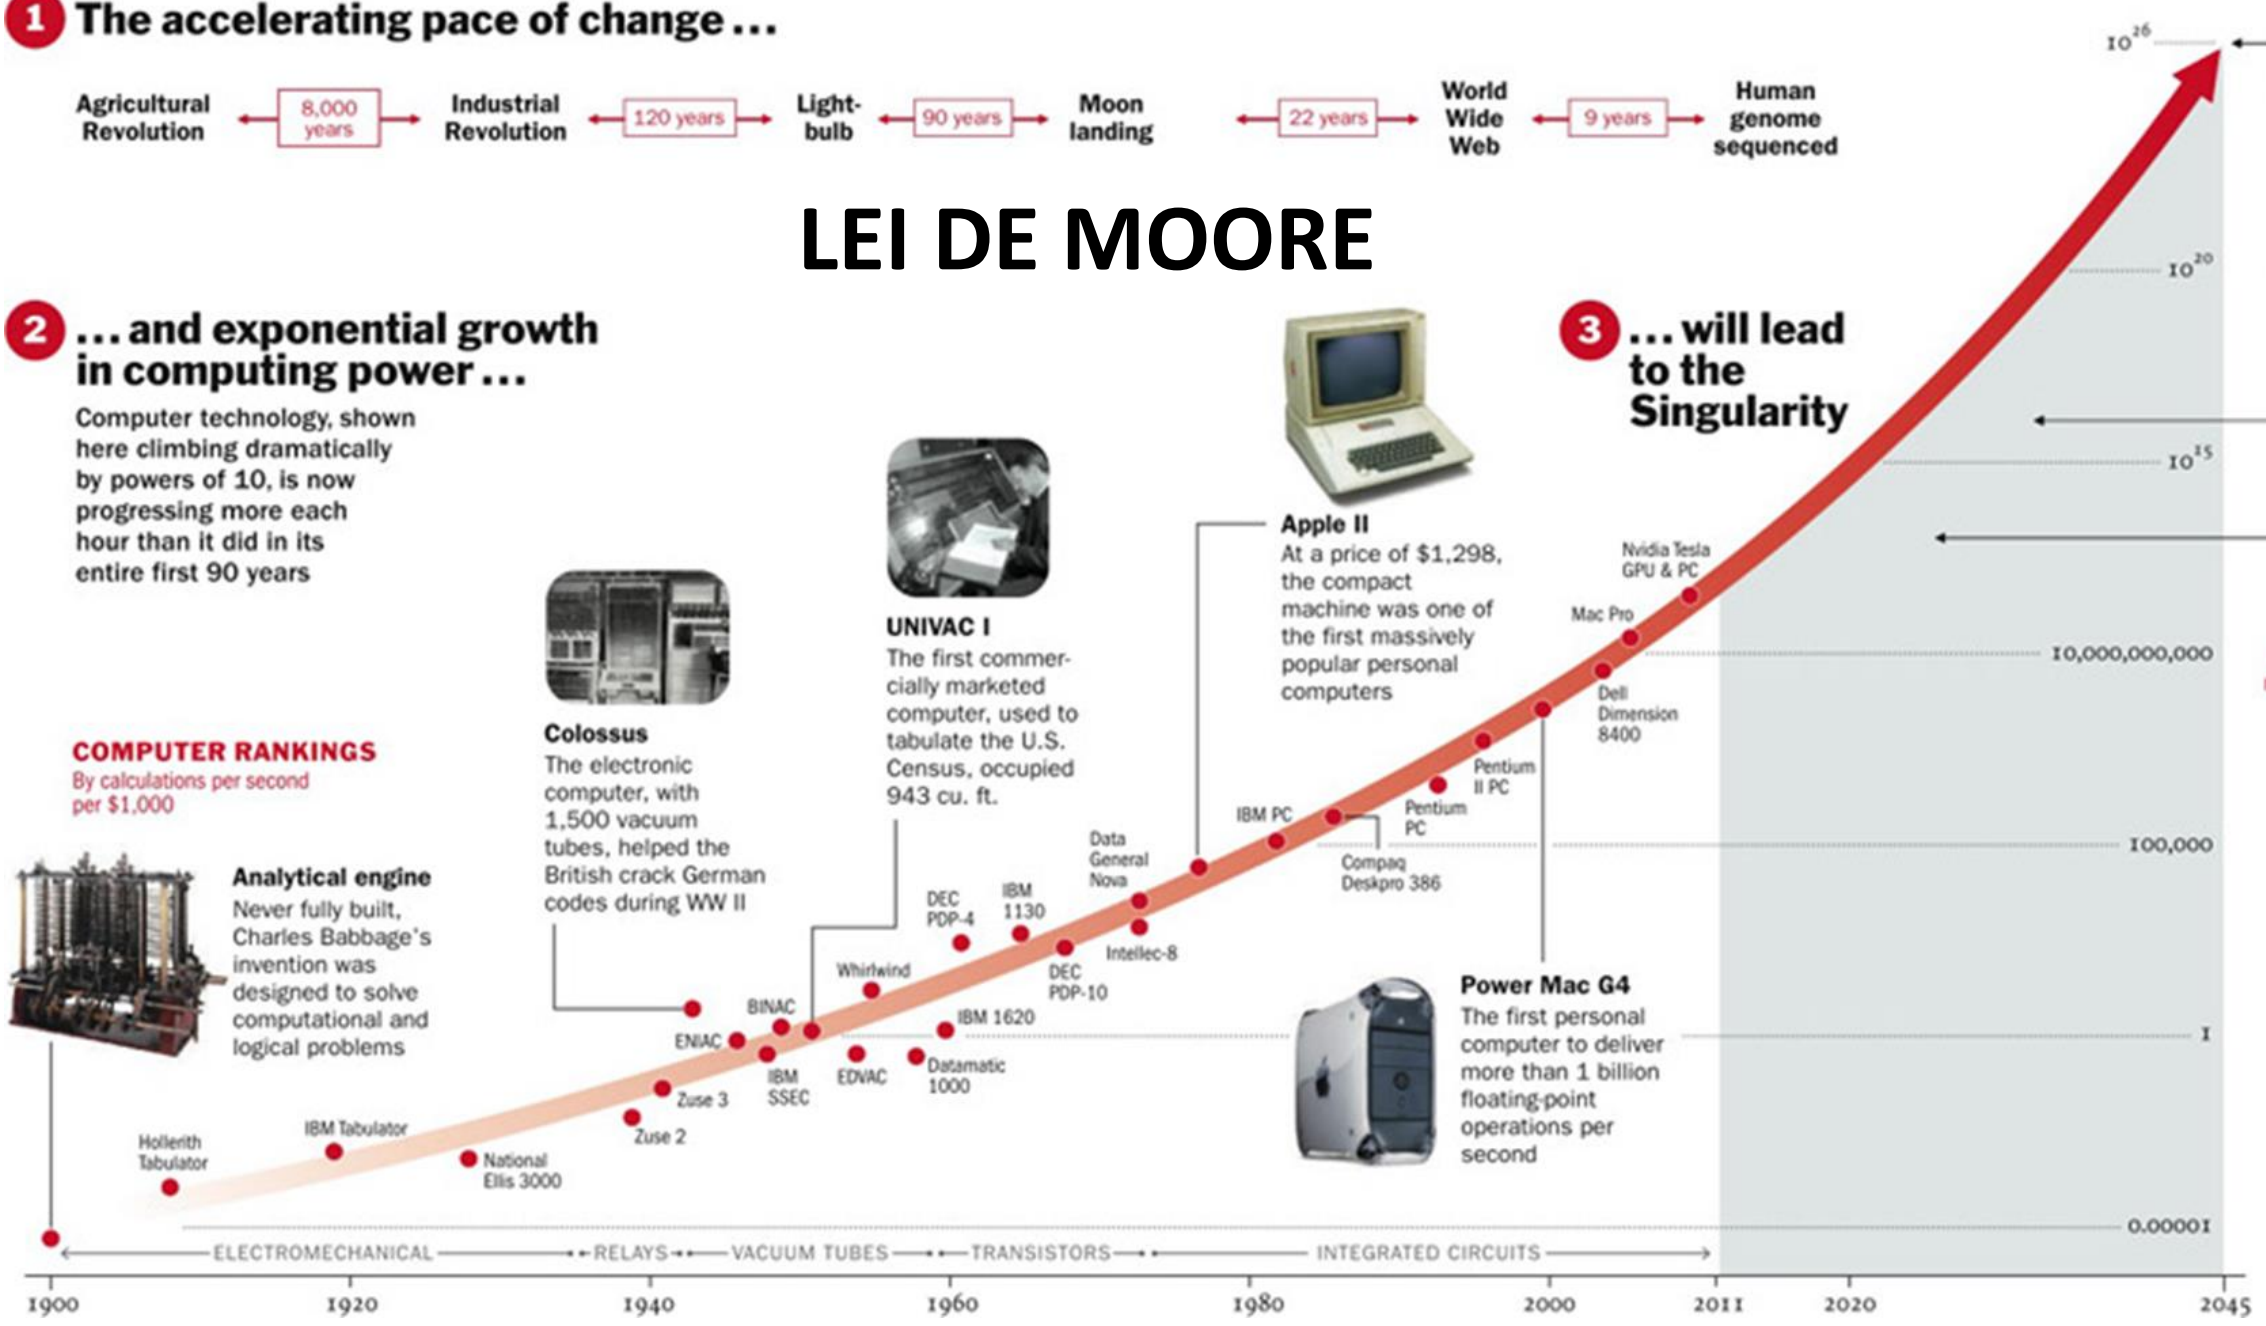 1 The accelerating pace of change ...
Agricultural
Revolution
8,000
years
Industrial
Revolution
120 years
Light-
bulb
90 years
Moon
landing
22 years
World
Wide
Web
9 years
Human
genome
sequenced
LEI DE MOORE
2 ... and exponential growth
in computing power ...
Computer technology, shown
here climbing dramatically
by powers of 10, is now
progressing more each
hour than it did in its
entire first 90 years
3 ... will lead
to the
Singularity
COMPUTER RANKINGS
By calculations per second
per $1,000
Analytical engine
Never fully built,
Charles Babbage's
invention was
designed to solve
computational and
logical problems
Colossus
The electronic
computer, with
1,500 vacuum
tubes, helped the
British crack German
codes during WW II
UNIVAC I
The first commer-
cially marketed
computer, used to
tabulate the U.S.
Census, occupied
943 cu. ft.
Apple II
At a price of $1,298,
the compact
machine was one of
the first massively
popular personal
computers
Power Mac G4
The first personal
computer to deliver
more than 1 billion
floating-point
operations per
second
Hollerith
Tabulator
IBM Tabulator
National
Ellis 3000
Zuse 2
Zuse 3
ENIAC
IBM
SSEC
BINAC
Whirlwind
EDVAC
Datamatic
1000
IBM 1620
DEC
PDP-4
IBM
1130
DEC
PDP-10
Data
General
Nova
Intellec-8
IBM PC
Compaq
Deskpro 386
Pentium
PC
Pentium
II PC
Dell
Dimension
8400
Mac Pro
Nvidia Tesla
GPU & PC
10²⁶
10²⁰
10¹⁵
10,000,000,000
100,000
1
0.00001
ELECTROMECHANICAL
RELAYS
VACUUM TUBES
TRANSISTORS
INTEGRATED CIRCUITS
1900
1920
1940
1960
1980
2000
2011
2020
2045